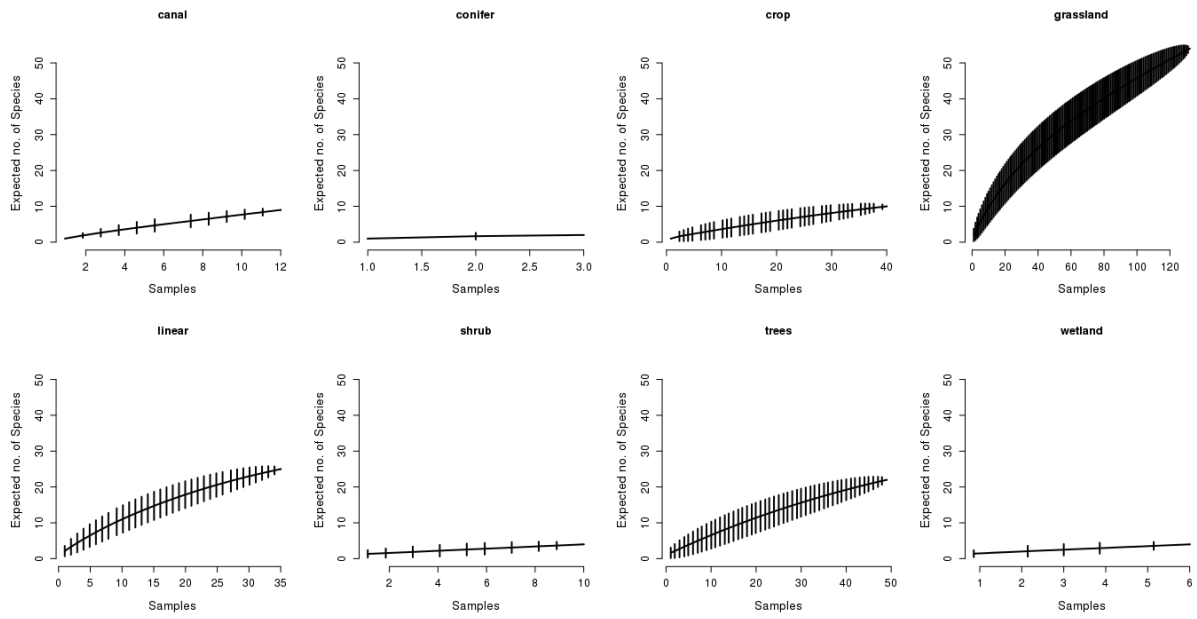 canal
conifer
crop
grassland
Expected no. of Species
0 10 20 30 40 50
2 4 6 8 10 12
Samples
Expected no. of Species
0 10 20 30 40 50
1.0 1.5 2.0 2.5 3.0
Samples
Expected no. of Species
0 10 20 30 40 50
0 10 20 30 40
Samples
Expected no. of Species
0 10 20 30 40 50
0 20 40 60 80 100 120
Samples
linear
shrub
trees
wetland
Expected no. of Species
0 10 20 30 40 50
0 5 10 15 20 25 30 35
Samples
Expected no. of Species
0 10 20 30 40 50
2 4 6 8 10
Samples
Expected no. of Species
0 10 20 30 40 50
0 10 20 30 40 50
Samples
Expected no. of Species
0 10 20 30 40 50
1 2 3 4 5 6
Samples